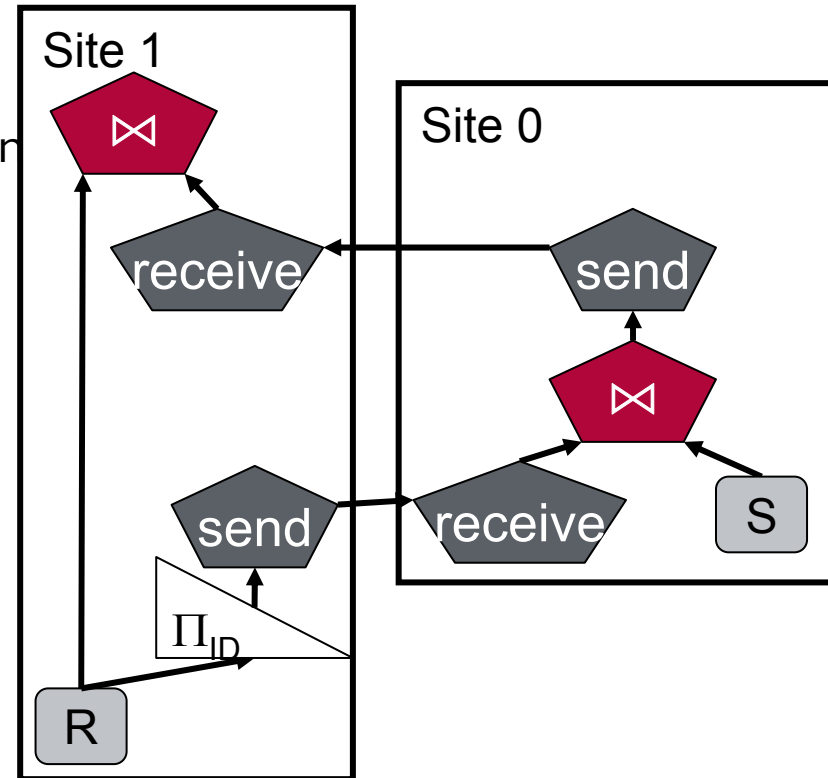 Site 1
⋈
n
Site 0
receive
send
⋈
send
receive
S
Π_ID
R